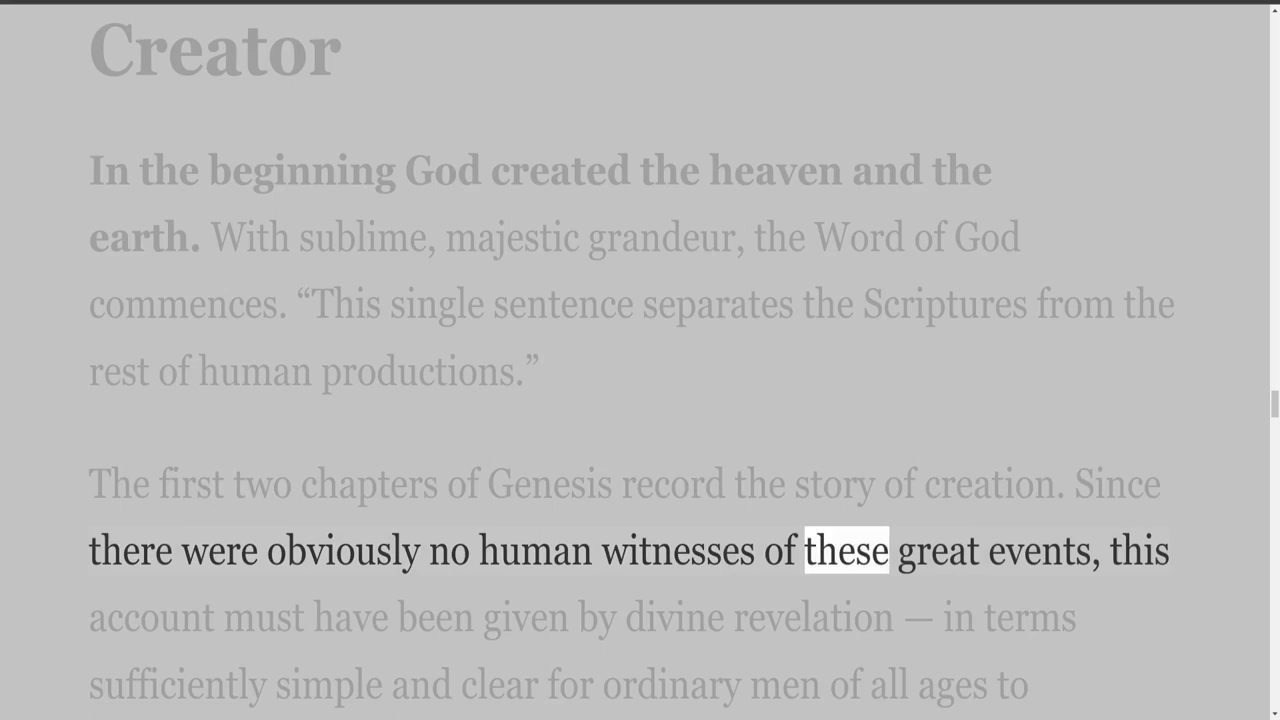 Creator
In the beginning God created the heaven and the
earth. With sublime, majestic grandeur, the Word of God
commences. “This single sentence separates the Scriptures from the
rest of human productions.”
The first two chapters of Genesis record the story of creation. Since
there were obviously no human witnesses of these great events, this
account must have been given by divine revelation — in terms
sufficiently simple and clear for ordinary men of all ages to